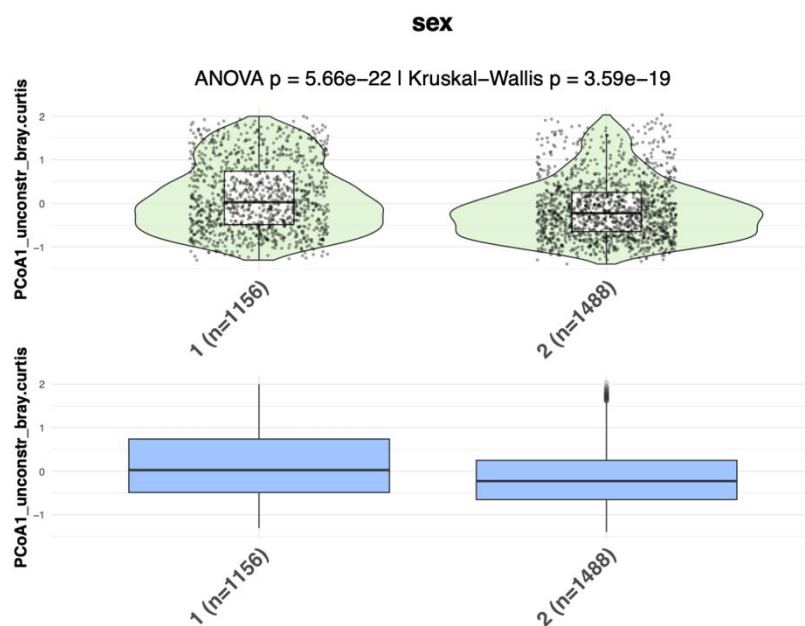 sex
ANOVA p = 5.66e−22 | Kruskal−Wallis p = 3.59e−19
PCoA1_unconstr_bray.curtis
2
1
0
−1
1 (n=1156)
2 (n=1488)
PCoA1_unconstr_bray.curtis
2
1
0
−1
1 (n=1156)
2 (n=1488)